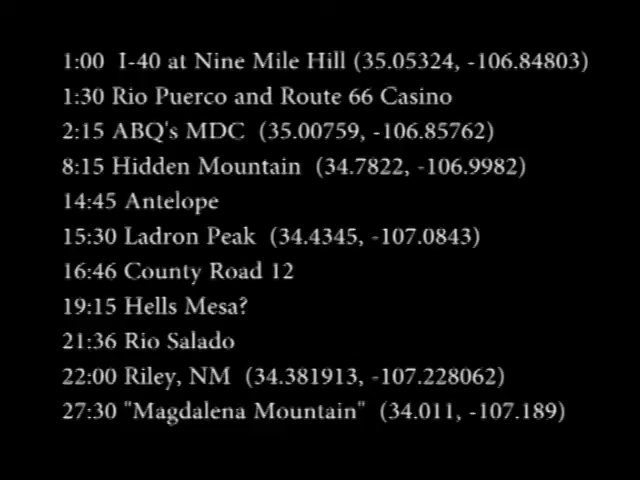 1:00 I-40 at Nine Mile Hill (35.05324, -106.84803)
1:30 Rio Puerco and Route 66 Casino
2:15 ABQ's MDC (35.00759, -106.85762)
8:15 Hidden Mountain (34.7822, -106.9982)
14:45 Antelope
15:30 Ladron Peak (34.4345, -107.0843)
16:46 County Road 12
19:15 Hells Mesa?
21:36 Rio Salado
22:00 Riley, NM (34.381913, -107.228062)
27:30 "Magdalena Mountain" (34.011, -107.189)